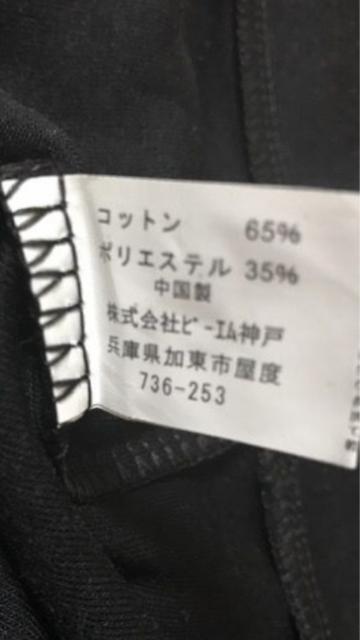 コットン 65%
ポリエステル 35%
中国製
株式会社ビーエム神戸
兵庫県加東市屋度
736-253